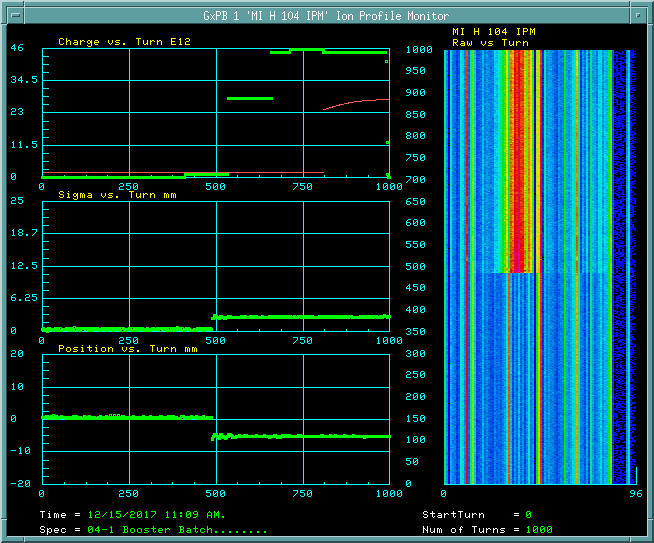 GxPB 1 'MI H 104 IPM' Ion Profile Monitor
Charge vs. Turn E12
46
34.5
23
11.5
0
0 250 500 750 1000
Sigma vs. Turn mm
25
18.7
12.5
6.25
0
0 250 500 750 1000
Position vs. Turn mm
20
10
0
-10
-20
0 250 500 750 1000
MI H 104 IPM
Raw vs Turn
1000
950
900
850
800
750
700
650
600
550
500
450
400
350
300
250
200
150
100
50
0
0 96
Time = 12/15/2017 11:09 AM.
Spec = 04-1 Booster Batch........
StartTurn = 0
Num of Turns = 1000